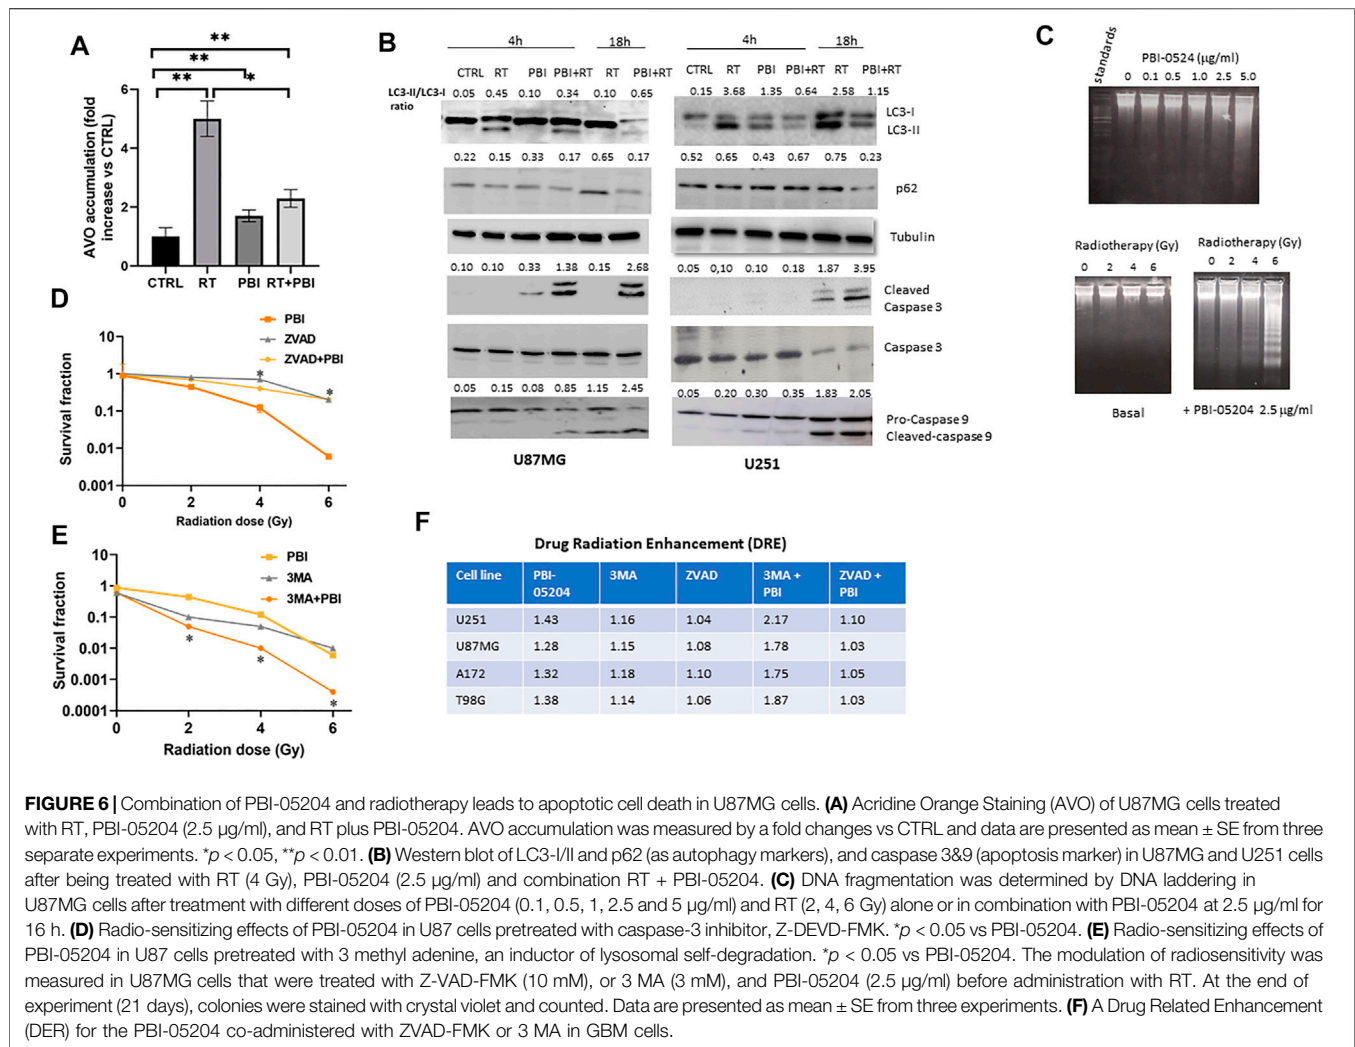 A
**
**
**
*
AVO accumulation (fold
increase vs CTRL)
6
4
2
0
CTRL RT PBI RT+PBI
B
4h 18h 4h 18h
CTRL RT PBI PBI+RT RT PBI+RT CTRL RT PBI PBI+RT RT PBI+RT
LC3-II/LC3-I
ratio
0.05 0.45 0.10 0.34 0.10 0.65 0.15 3.68 1.35 0.64 2.58 1.15
LC3-I
LC3-II
0.22 0.15 0.33 0.17 0.65 0.17 0.52 0.65 0.43 0.67 0.75 0.23
p62
Tubulin
0.10 0.10 0.33 1.38 0.15 2.68 0.05 0,10 0.10 0.18 1.87 3.95
Cleaved
Caspase 3
Caspase 3
0.05 0.15 0.08 0.85 1.15 2.45 0.05 0.20 0.30 0.35 1.83 2.05
Pro-Caspase 9
Cleaved-caspase 9
U87MG U251
C
standards
PBI-0524 (µg/ml)
0 0.1 0.5 1 2.5 5.0
Radiotherapy (Gy) Radiotherapy (Gy)
0 2 4 6 0 2 4 6
Basal + PBI-05204 2.5 µg/ml
D
PBI
ZVAD
ZVAD+PBI
Survival fraction
10
1
0.1
0.01
0.001
* *
0 2 4 6
Radiation dose (Gy)
E
PBI
3MA
3MA+PBI
Survival fraction
10
1
0.1
0.01
0.001
0.0001
* * *
0 2 4 6
Radiation dose (Gy)
F
Drug Radiation Enhancement (DRE)
Cell line PBI-05204 3MA ZVAD 3MA + PBI ZVAD + PBI
U251 1.43 1.16 1.04 2.17 1.10
U87MG 1.28 1.15 1.08 1.78 1.03
A172 1.32 1.18 1.10 1.75 1.05
T98G 1.38 1.14 1.06 1.87 1.03
FIGURE 6 | Combination of PBI-05204 and radiotherapy leads to apoptotic cell death in U87MG cells. (A) Acridine Orange Staining (AVO) of U87MG cells treated
with RT, PBI-05204 (2.5 µg/ml), and RT plus PBI-05204. AVO accumulation was measured by a fold changes vs CTRL and data are presented as mean ± SE from three
separate experiments. *p < 0.05, **p < 0.01. (B) Western blot of LC3-I/II and p62 (as autophagy markers), and caspase 3&9 (apoptosis marker) in U87MG and U251 cells
after being treated with RT (4 Gy), PBI-05204 (2.5 µg/ml) and combination RT + PBI-05204. (C) DNA fragmentation was determined by DNA laddering in
U87MG cells after treatment with different doses of PBI-05204 (0.1, 0.5, 1, 2.5 and 5 µg/ml) and RT (2, 4, 6 Gy) alone or in combination with PBI-05204 at 2.5 µg/ml for
16 h. (D) Radio-sensitizing effects of PBI-05204 in U87 cells pretreated with caspase-3 inhibitor, Z-DEVD-FMK. *p < 0.05 vs PBI-05204. (E) Radio-sensitizing effects of
PBI-05204 in U87 cells pretreated with 3 methyl adenine, an inductor of lysosomal self-degradation. *p < 0.05 vs PBI-05204. The modulation of radiosensitivity was
measured in U87MG cells that were treated with Z-VAD-FMK (10 mM), or 3 MA (3 mM), and PBI-05204 (2.5 µg/ml) before administration with RT. At the end of
experiment (21 days), colonies were stained with crystal violet and counted. Data are presented as mean ± SE from three experiments. (F) A Drug Related Enhancement
(DER) for the PBI-05204 co-administered with ZVAD-FMK or 3 MA in GBM cells.